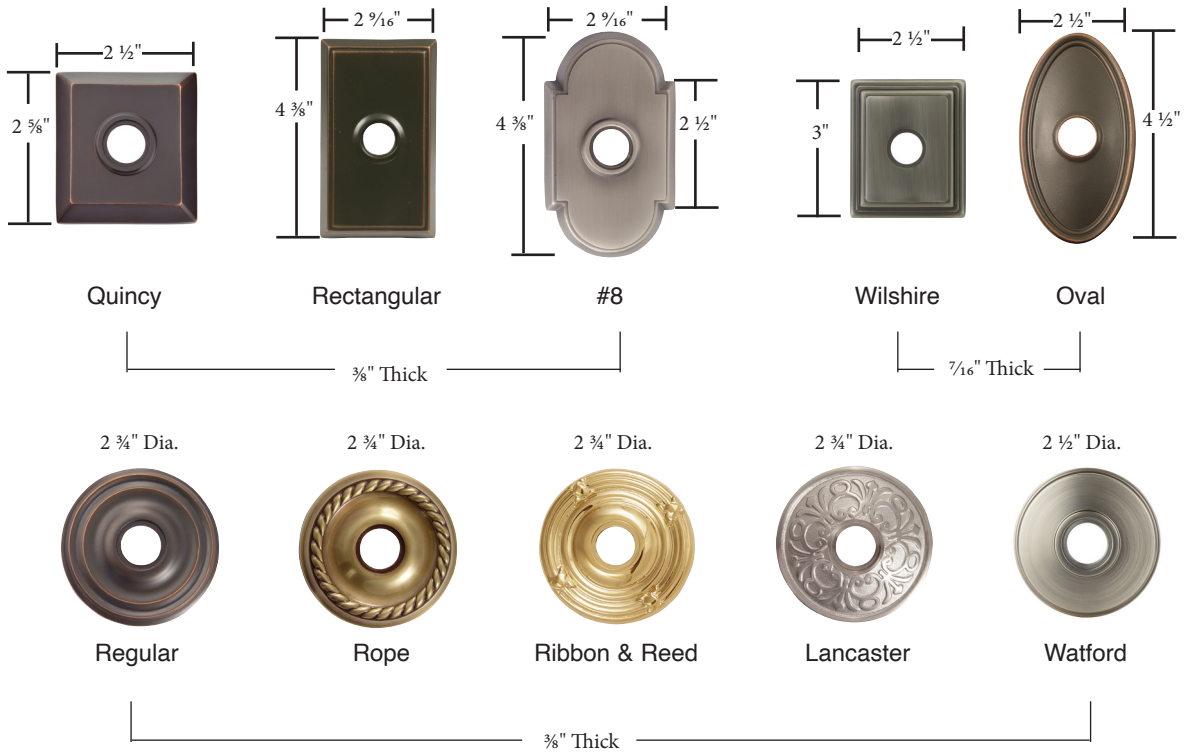 2 ½"
2 ⅝"
Quincy
2 9⁄16"
4 ⅜"
Rectangular
2 9⁄16"
4 ⅜"
2 ½"
#8
2 ½"
3"
Wilshire
2 ½"
4 ½"
Oval
⅜" Thick
7⁄16" Thick
2 ¾" Dia.
2 ¾" Dia.
2 ¾" Dia.
2 ¾" Dia.
2 ½" Dia.
Regular
Rope
Ribbon & Reed
Lancaster
Watford
⅜" Thick